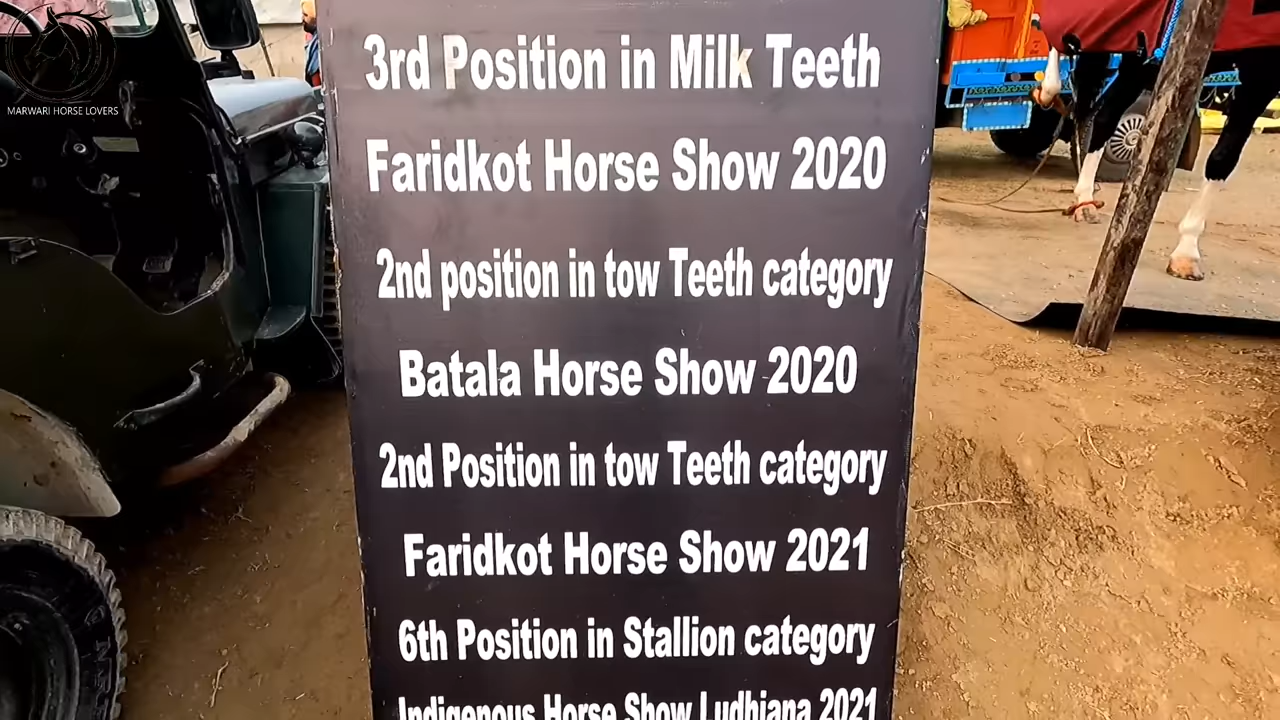 MARWARI HORSE LOVERS
3rd Position in Milk Teeth
Faridkot Horse Show 2020
2nd position in tow Teeth category
Batala Horse Show 2020
2nd Position in tow Teeth category
Faridkot Horse Show 2021
6th Position in Stallion category
Indigenous Horse Show Ludhiana 2021